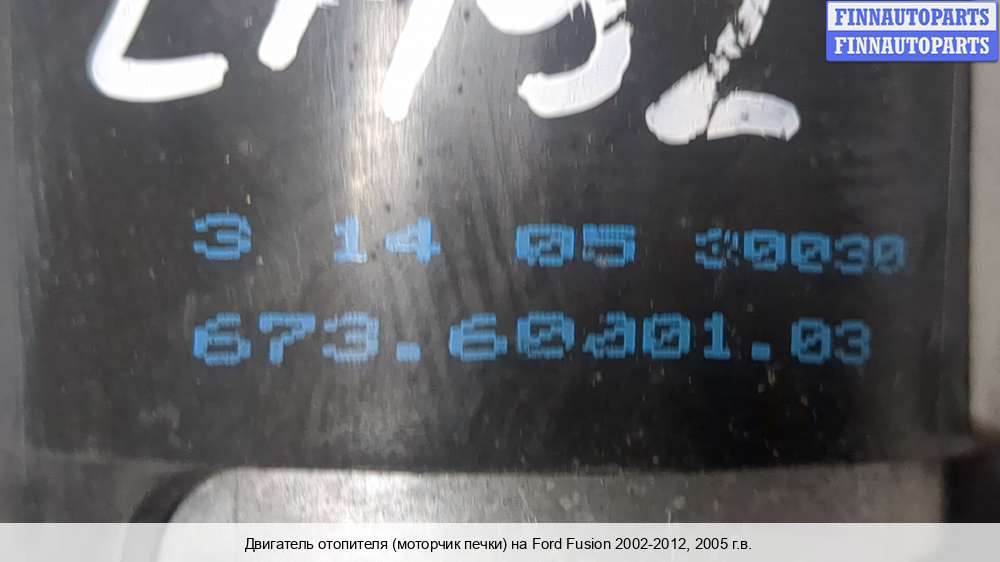 FINNAUTOPARTS
FINNAUTOPARTS
3 14 05 30030
673.60001.03
Двигатель отопителя (моторчик печки) на Ford Fusion 2002-2012, 2005 г.в.